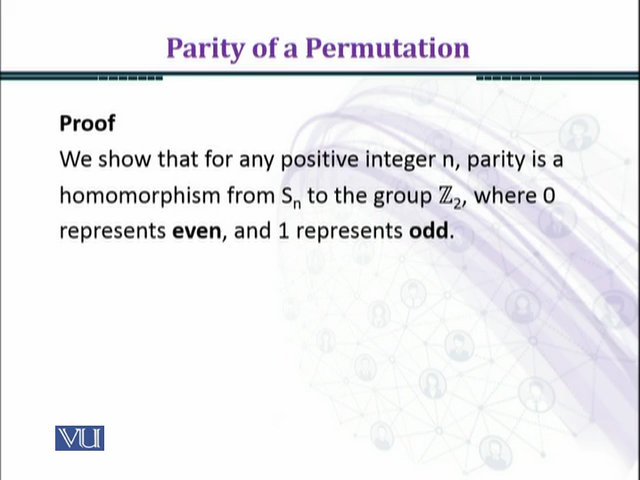 Parity of a Permutation
Proof
We show that for any positive integer n, parity is a
homomorphism from Sₙ to the group ℤ₂, where 0
represents even, and 1 represents odd.
VU